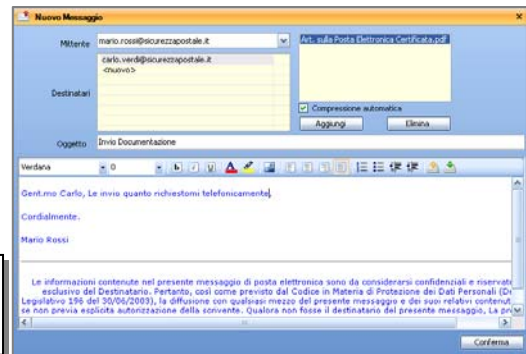 Nuovo Messaggio
Mittente
mario.rossi@sicurezzapostale.it
Art. sulla Posta Elettronica Certificata.pdf
Destinatari
carlo.verdi@sicurezzapostale.it
<nuovo>
Compressione automatica
Aggiungi
Elimina
Oggetto
Invio Documentazione
Verdana
0
Gent.mo Carlo, Le invio quanto richiestomi telefonicamente,
Cordialmente.
Mario Rossi
Le informazioni contenute nel presente messaggio di posta elettronica sono da considerarsi confidenziali e riservate
esclusivo del Destinatario. Pertanto, così come previsto dal Codice in Materia di Protezione dei Dati Personali
Legislativo 196 del 30/06/2003), la diffusione con qualsiasi mezzo del presente messaggio e dei suoi relativi
se non previa esplicita autorizzazione della scrivente. Qualora non fosse il destinatario del presente messaggio, La
Conferma